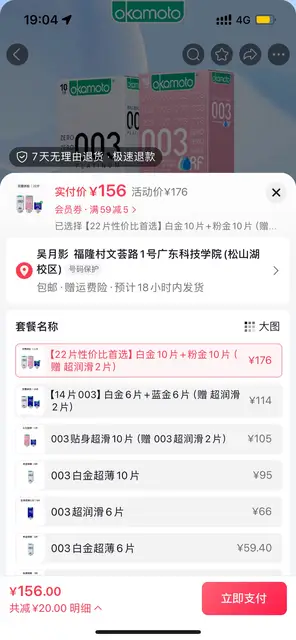 19:04
4G
okamoto
okamoto
okamoto
10
003
003
RF
7天无理由退货·极速退款
实付价 ¥156 活动价¥176
会员券·满59减5 >
已选择【22片性价比首选】白金10片+粉金10片 (赠...
吴月影 福隆村文荟路1号广东科技学院(松山湖
校区) 号码保护
包邮·赠运费险·预计18小时内发货
套餐名称
大图
【22片性价比首选】白金10片+粉金10片 (
赠 超润滑2片)
¥176
【14片003】白金6片+蓝金6片 (赠 超润滑
2片)
¥114
003贴身超滑10片 (赠 003超润滑2片)
¥105
003白金超薄10片
¥95
003超润滑6片
¥66
003白金超薄6片
¥59.40
¥156.00
共减¥20.00 明细
立即支付